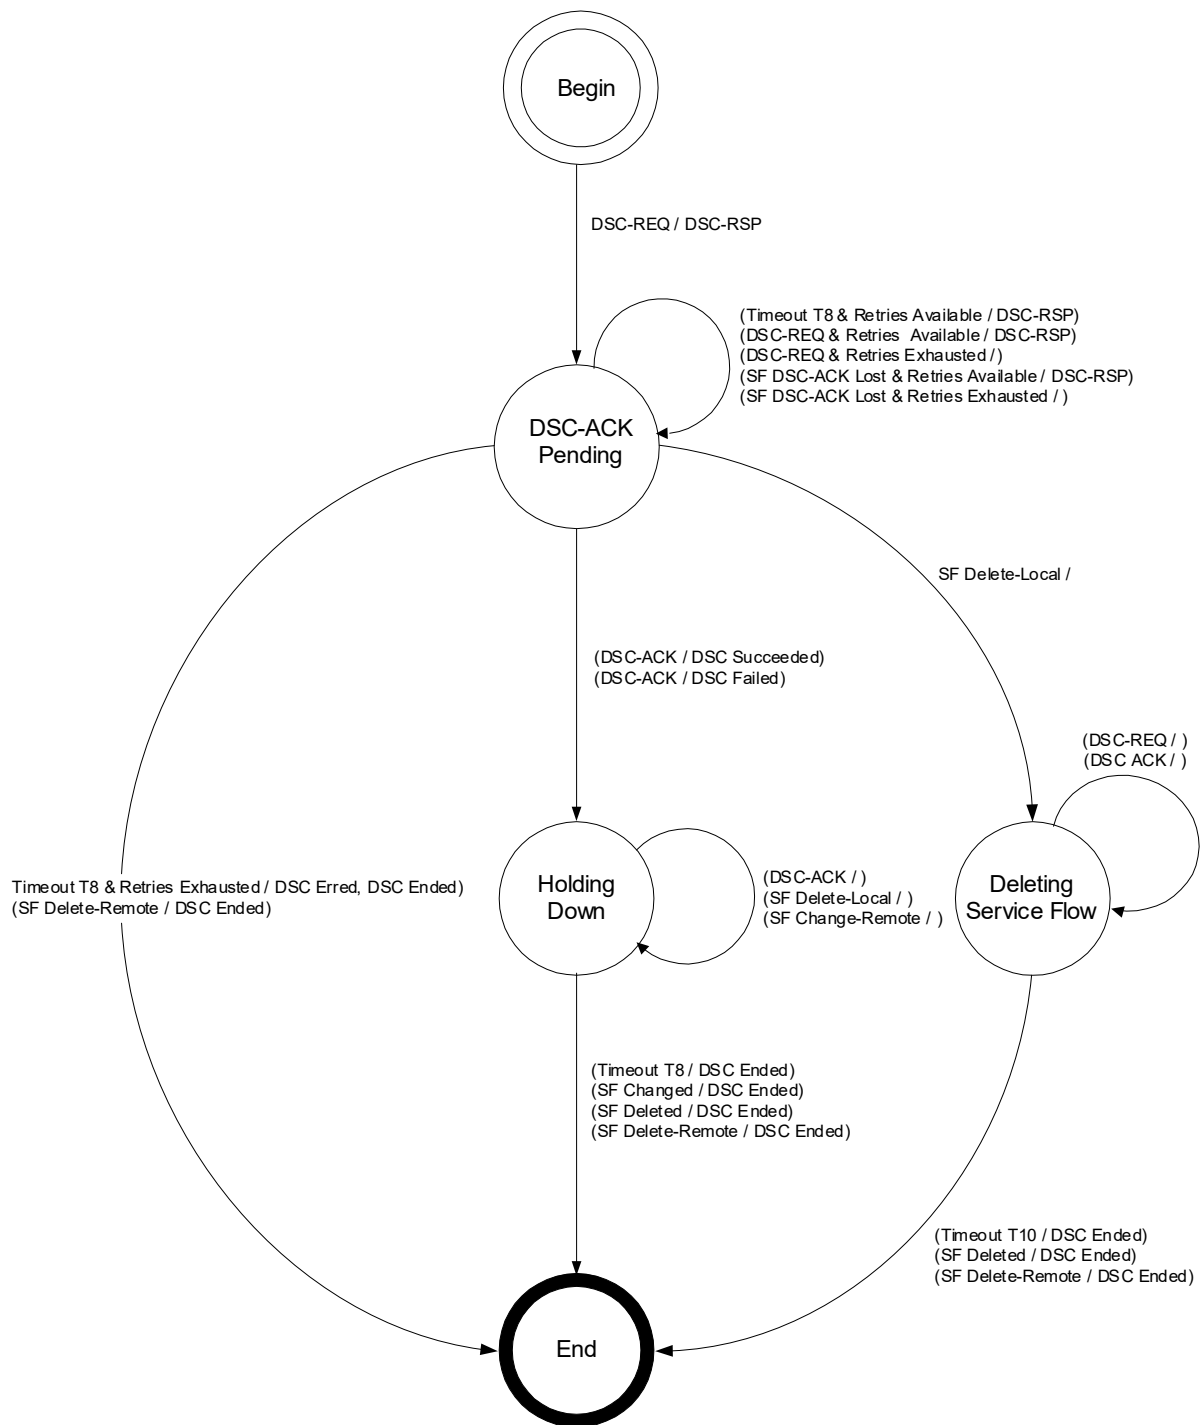 Begin
DSC-REQ / DSC-RSP
(Timeout T8 & Retries Available / DSC-RSP)
(DSC-REQ & Retries Available / DSC-RSP)
(DSC-REQ & Retries Exhausted /)
(SF DSC-ACK Lost & Retries Available / DSC-RSP)
(SF DSC-ACK Lost & Retries Exhausted / )
DSC-ACK
Pending
SF Delete-Local /
(DSC-ACK / DSC Succeeded)
(DSC-ACK / DSC Failed)
(DSC-REQ / )
(DSC ACK / )
Timeout T8 & Retries Exhausted / DSC Erred, DSC Ended)
(SF Delete-Remote / DSC Ended)
Holding
Down
(DSC-ACK / )
(SF Delete-Local / )
(SF Change-Remote / )
Deleting
Service Flow
(Timeout T8 / DSC Ended)
(SF Changed / DSC Ended)
(SF Deleted / DSC Ended)
(SF Delete-Remote / DSC Ended)
(Timeout T10 / DSC Ended)
(SF Deleted / DSC Ended)
(SF Delete-Remote / DSC Ended)
End